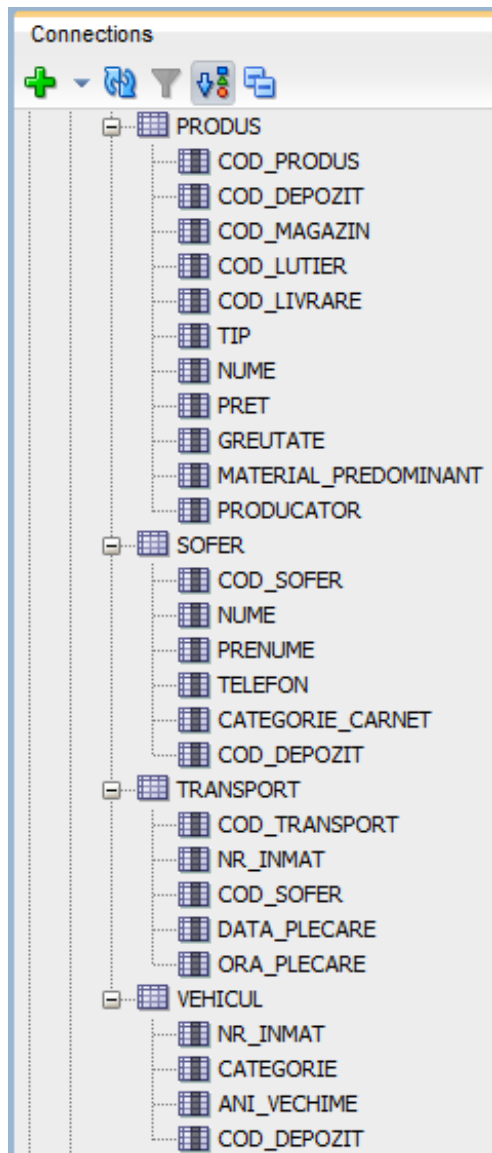 Connections
PRODUS
COD_PRODUS
COD_DEPOZIT
COD_MAGAZIN
COD_LUTIER
COD_LIVRARE
TIP
NUME
PRET
GREUTATE
MATERIAL_PREDOMINANT
PRODUCATOR
SOFER
COD_SOFER
NUME
PRENUME
TELEFON
CATEGORIE_CARNET
COD_DEPOZIT
TRANSPORT
COD_TRANSPORT
NR_INMAT
COD_SOFER
DATA_PLECARE
ORA_PLECARE
VEHICUL
NR_INMAT
CATEGORIE
ANI_VECHIME
COD_DEPOZIT